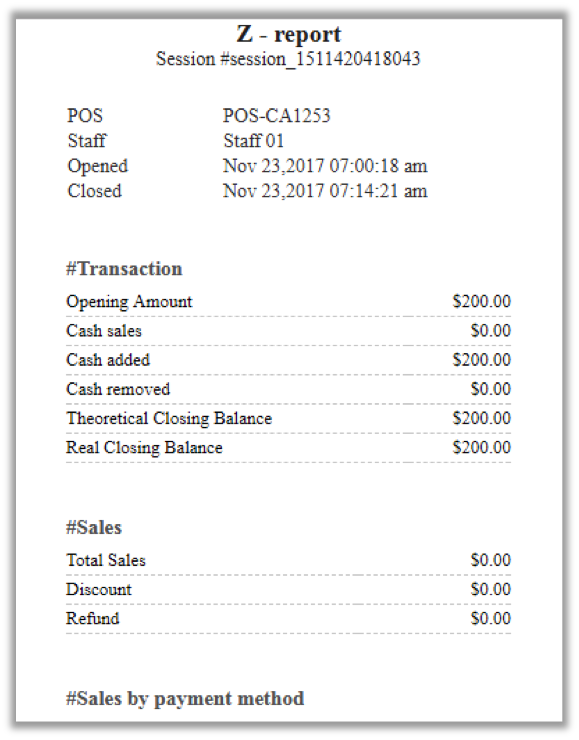 Z - report
Session #session_1511420418043
POS POS-CA1253
Staff Staff 01
Opened Nov 23,2017 07:00:18 am
Closed Nov 23,2017 07:14:21 am
#Transaction
Opening Amount $200.00
Cash sales $0.00
Cash added $200.00
Cash removed $0.00
Theoretical Closing Balance $200.00
Real Closing Balance $200.00
#Sales
Total Sales $0.00
Discount $0.00
Refund $0.00
#Sales by payment method